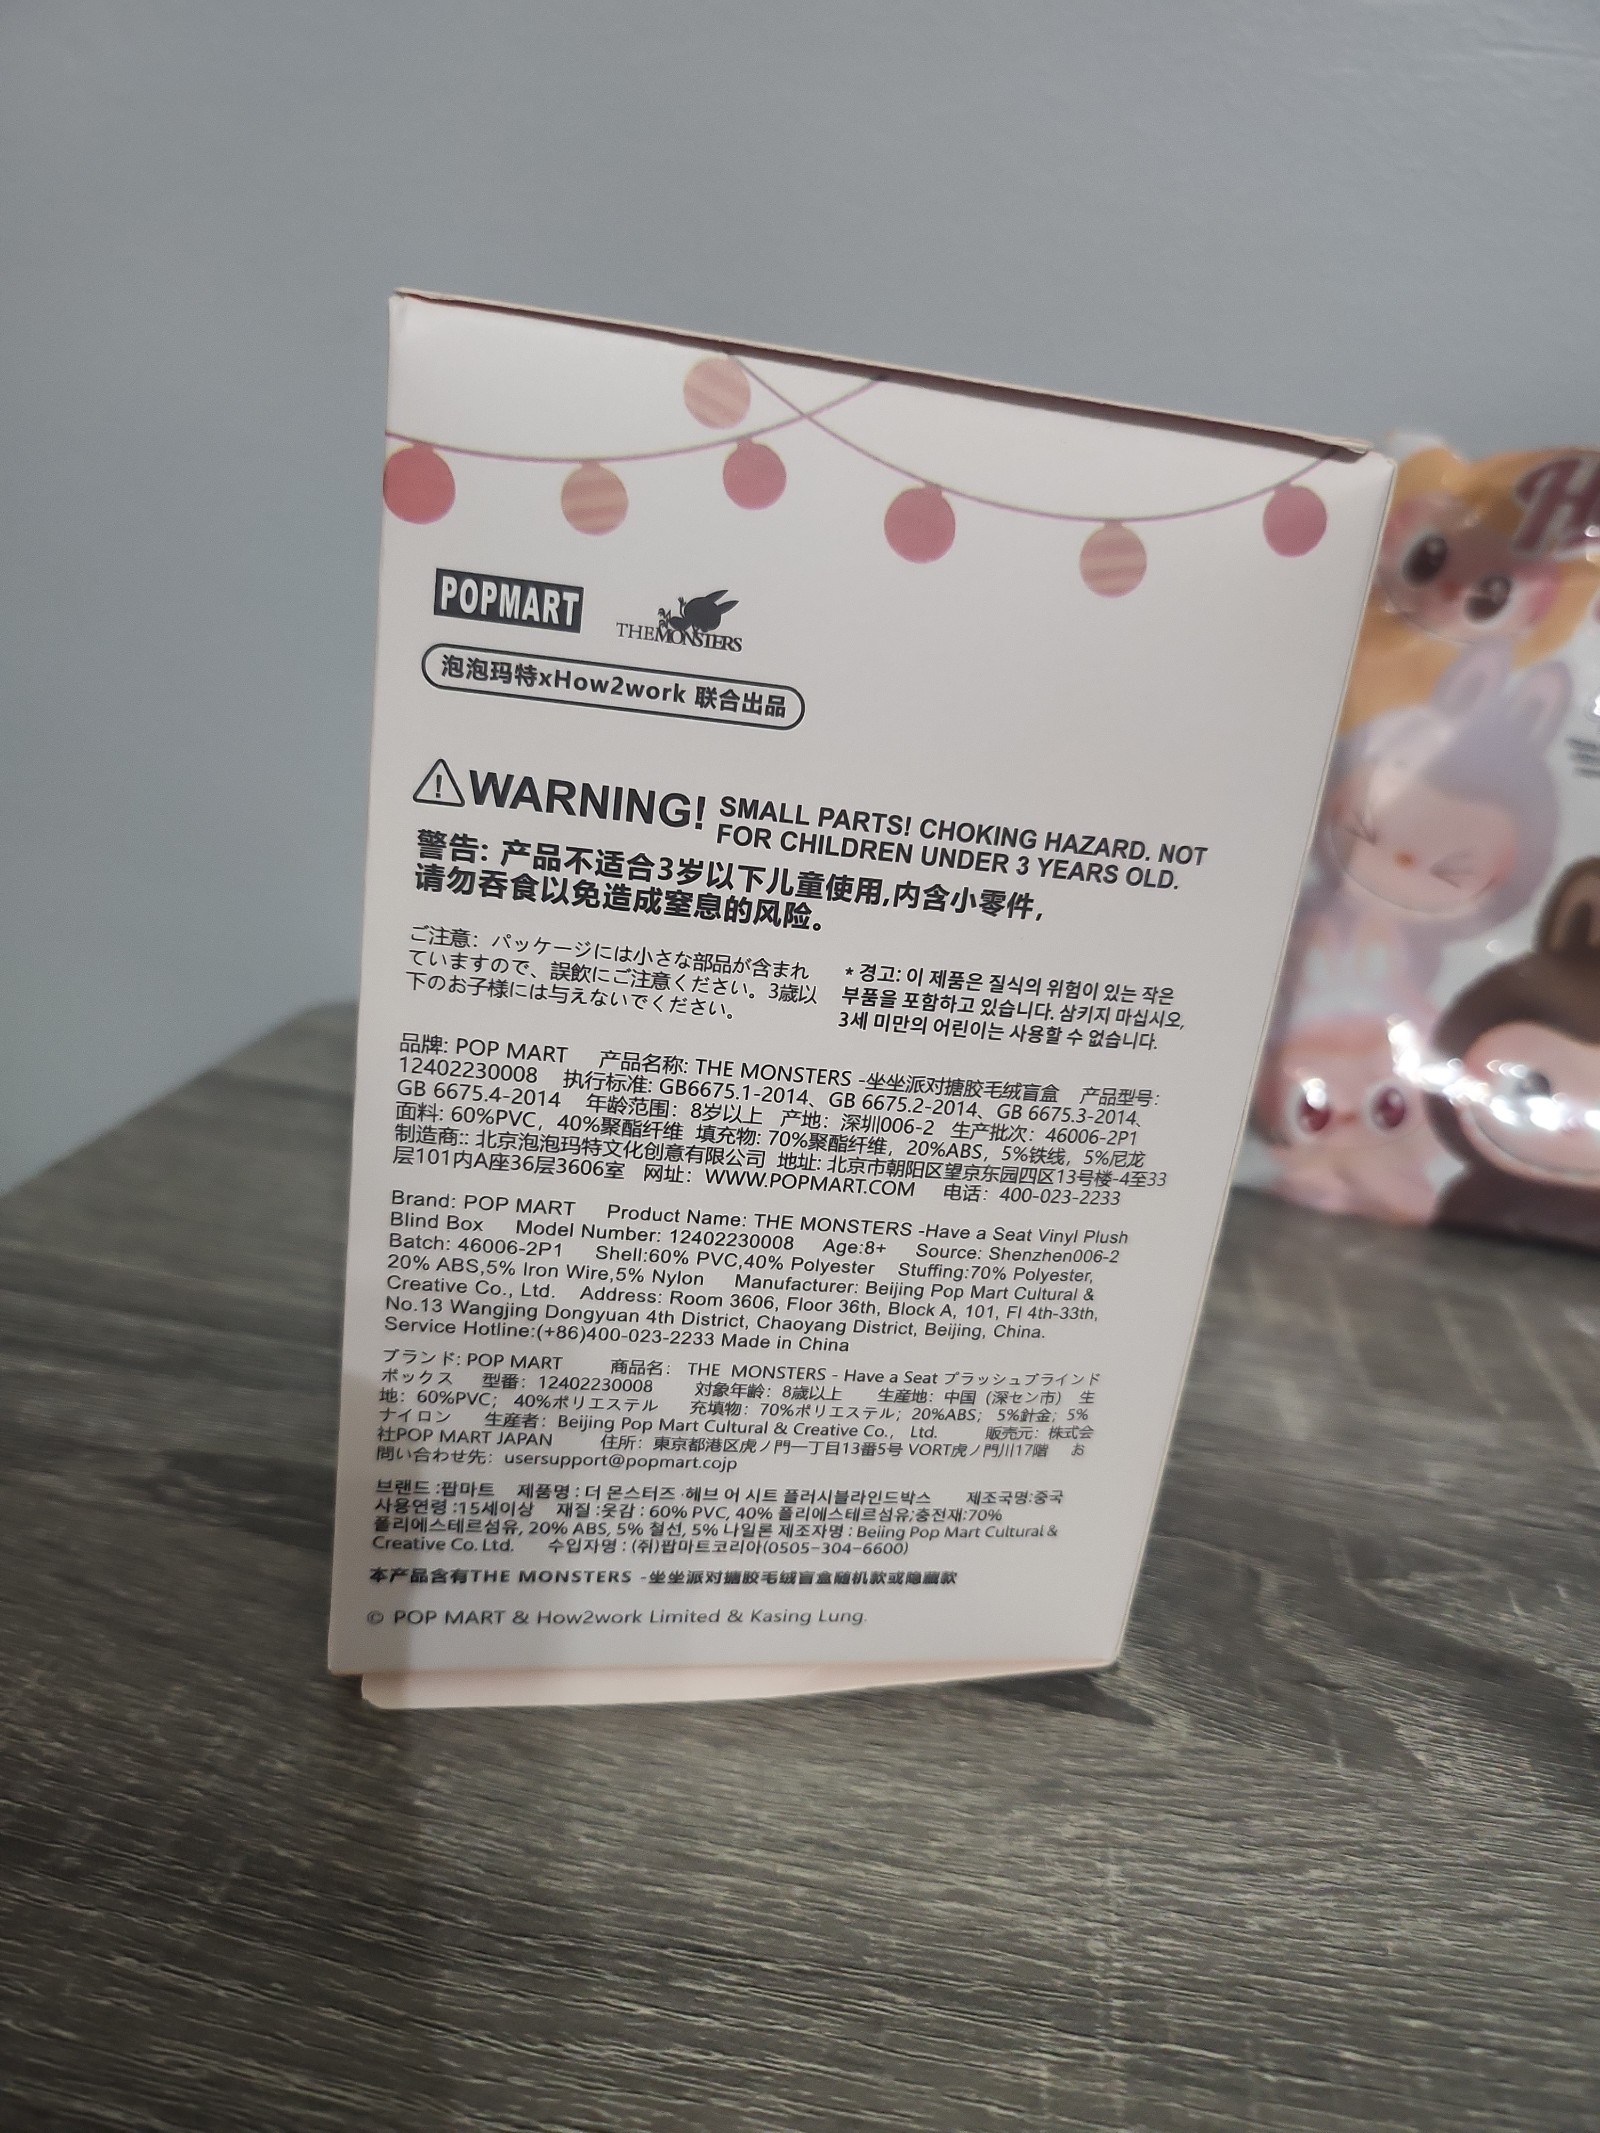 POPMART
THEMONSTERS
泡泡玛特xHow2work 联合出品
WARNING! SMALL PARTS! CHOKING HAZARD. NOT
FOR CHILDREN UNDER 3 YEARS OLD.
警告: 产品不适合3岁以下儿童使用,内含小零件,
请勿吞食以免造成窒息的风险。
ご注意: パッケージには小さな部品が含まれ
ていますので、誤飲にご注意ください。3歳以
下のお子様には与えないでください。
* 경고: 이 제품은 질식의 위험이 있는 작은
부품을 포함하고 있습니다. 삼키지 마십시오,
3세 미만의 어린이는 사용할 수 없습니다.
品牌: POP MART 产品名称: THE MONSTERS -坐坐派对搪胶毛绒盲盒 产品型号:
12402230008 执行标准: GB6675.1-2014、GB 6675.2-2014、GB 6675.3-2014、
GB 6675.4-2014 年龄范围: 8岁以上 产地: 深圳006-2 生产批次: 46006-2P1
面料: 60%PVC, 40%聚酯纤维 填充物: 70%聚酯纤维, 20%ABS, 5%铁线, 5%尼龙
制造商:: 北京泡泡玛特文化创意有限公司 地址: 北京市朝阳区望京东园四区13号楼-4至33
层101内A座36层3606室 网址: WWW.POPMART.COM 电话: 400-023-2233
Brand: POP MART Product Name: THE MONSTERS -Have a Seat Vinyl Plush
Blind Box Model Number: 12402230008 Age:8+ Source: Shenzhen006-2
Batch: 46006-2P1 Shell:60% PVC,40% Polyester Stuffing:70% Polyester,
20% ABS,5% Iron Wire,5% Nylon Manufacturer: Beijing Pop Mart Cultural &
Creative Co., Ltd. Address: Room 3606, Floor 36th, Block A, 101, Fl 4th-33th,
No.13 Wangjing Dongyuan 4th District, Chaoyang District, Beijing, China.
Service Hotline:(+86)400-023-2233 Made in China
ブランド: POP MART 商品名: THE MONSTERS - Have a Seat プラッシュブラインド
ボックス 型番: 12402230008 対象年齢: 8歳以上 生産地: 中国 (深セン市) 生
地: 60%PVC; 40%ポリエステル 充填物: 70%ポリエステル; 20%ABS; 5%針金; 5%
ナイロン 生産者: Beijing Pop Mart Cultural & Creative Co., Ltd. 販売元: 株式会
社POP MART JAPAN 住所: 東京都港区虎ノ門一丁目13番5号 VORT虎ノ門川17階 お
問い合わせ先: usersupport@popmart.cojp
브랜드 :팝마트 제품명 : 더 몬스터즈 -헤브 어 시트 플러시블라인드박스 제조국명:중국
사용연령 :15세이상 재질 :옷감 : 60% PVC, 40% 폴리에스테르섬유;충전재:70%
폴리에스테르섬유, 20% ABS, 5% 철선, 5% 나일론 제조자명 : Beiing Pop Mart Cultural &
Creative Co. Ltd. 수입자명 : (쥐)팝마트코리아(0505-304-6600)
本产品含有THE MONSTERS -坐坐派对搪胶毛绒盲盒随机款或隐藏款
© POP MART & How2work Limited & Kasing Lung.